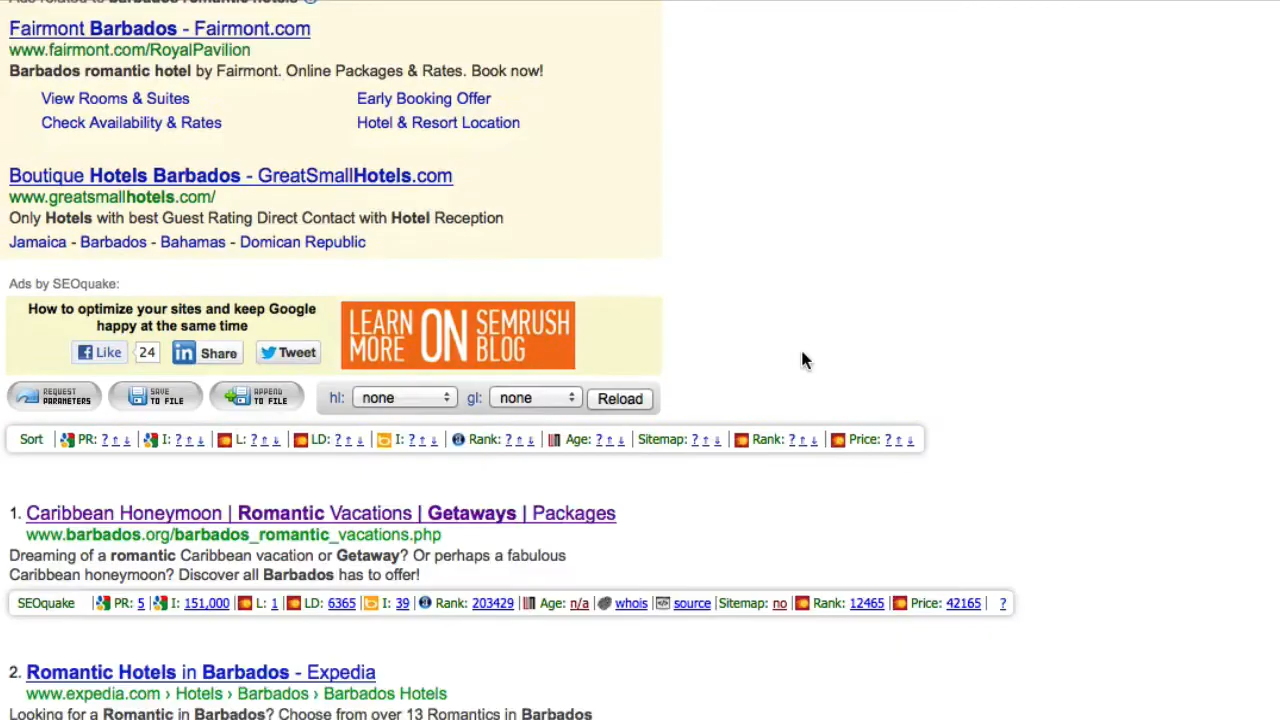 Ads related to barbados romantic hotels
Fairmont Barbados - Fairmont.com
www.fairmont.com/RoyalPavilion
Barbados romantic hotel by Fairmont. Online Packages & Rates. Book now!
View Rooms & Suites Early Booking Offer
Check Availability & Rates Hotel & Resort Location
Boutique Hotels Barbados - GreatSmallHotels.com
www.greatsmallhotels.com/
Only Hotels with best Guest Rating Direct Contact with Hotel Reception
Jamaica - Barbados - Bahamas - Domican Republic
Ads by SEOquake:
How to optimize your sites and keep Google
happy at the same time
Like 24 in Share Tweet
LEARN MORE ON SEMRUSH BLOG
REQUEST PARAMETERS SAVE TO FILE APPEND TO FILE hl: none gl: none Reload
Sort | PR: ? ↑ ↓ | I: ? ↑ ↓ | L: ? ↑ ↓ | LD: ? ↑ ↓ | I: ? ↑ ↓ | Rank: ? ↑ ↓ | Age: ? ↑ ↓ | Sitemap: ? ↑ ↓ | Rank: ? ↑ ↓ | Price: ? ↑ ↓
1. Caribbean Honeymoon | Romantic Vacations | Getaways | Packages
www.barbados.org/barbados_romantic_vacations.php
Dreaming of a romantic Caribbean vacation or Getaway? Or perhaps a fabulous
Caribbean honeymoon? Discover all Barbados has to offer!
SEOquake | PR: 5 | I: 151,000 | L: 1 | LD: 6365 | I: 39 | Rank: 203429 | Age: n/a | whois | source | Sitemap: no | Rank: 12465 | Price: 42165 | ?
2. Romantic Hotels in Barbados - Expedia
www.expedia.com › Hotels › Barbados › Barbados Hotels
Looking for a Romantic in Barbados? Choose from over 13 Romantics in Barbados